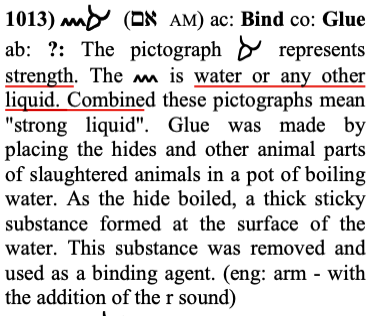 1013) (אם AM) ac: Bind co: Glue
ab: ?: The pictograph represents
strength. The is water or any other
liquid. Combined these pictographs mean
"strong liquid". Glue was made by
placing the hides and other animal parts
of slaughtered animals in a pot of boiling
water. As the hide boiled, a thick sticky
substance formed at the surface of the
water. This substance was removed and
used as a binding agent. (eng: arm - with
the addition of the r sound)